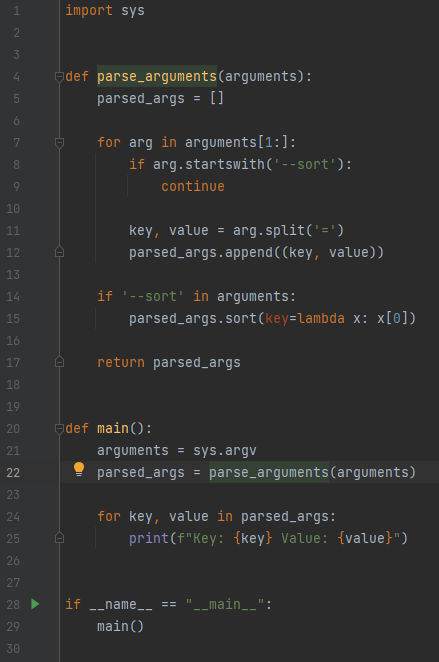 1 import sys
2
3
4 def parse_arguments(arguments):
5     parsed_args = []
6
7     for arg in arguments[1:]:
8         if arg.startswith('--sort'):
9             continue
10
11         key, value = arg.split('=')
12         parsed_args.append((key, value))
13
14     if '--sort' in arguments:
15         parsed_args.sort(key=lambda x: x[0])
16
17     return parsed_args
18
19
20 def main():
21     arguments = sys.argv
22     parsed_args = parse_arguments(arguments)
23
24     for key, value in parsed_args:
25         print(f"Key: {key} Value: {value}")
26
27
28 if __name__ == "__main__":
29     main()
30